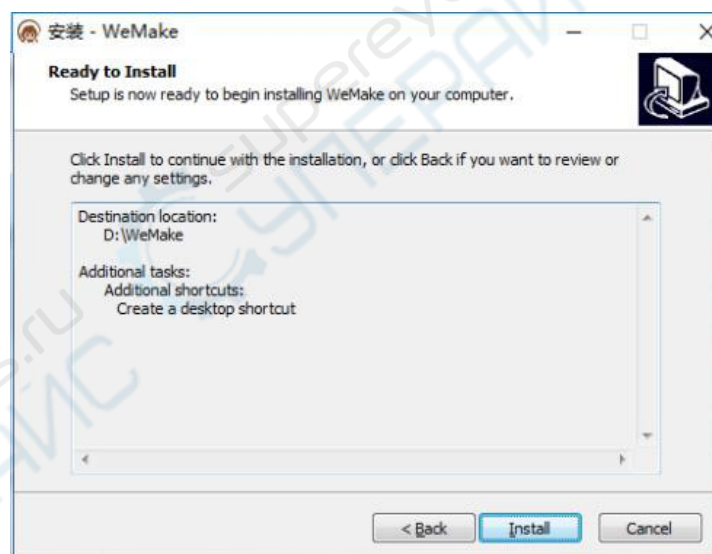 安装 - WeMake
Ready to Install
Setup is now ready to begin installing WeMake on your computer.
Click Install to continue with the installation, or click Back if you want to review or
change any settings.
Destination location:
D:\WeMake
Additional tasks:
Additional shortcuts:
Create a desktop shortcut
< Back
Install
Cancel